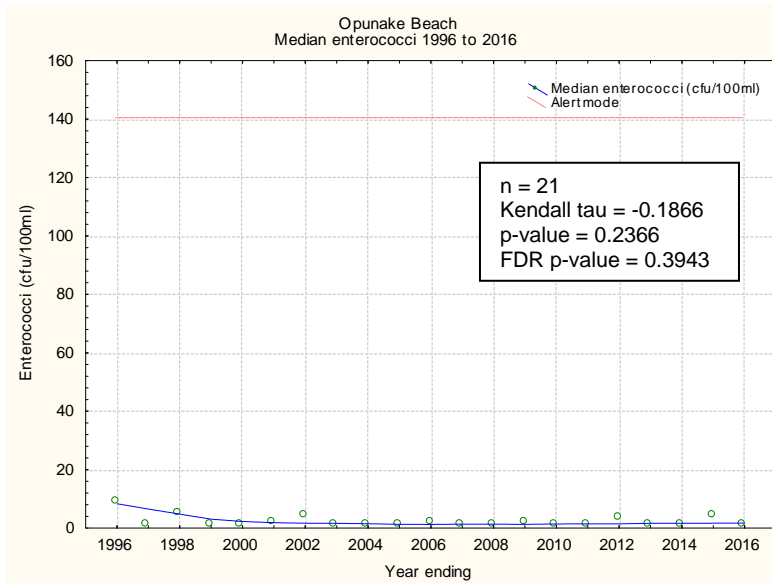 Opunake Beach
Median enterococci 1996 to 2016
160
140
120
100
80
60
40
20
0
Enterococci (cfu/100ml)
Median enterococci (cfu/100ml)
Alert mode
n = 21
Kendall tau = -0.1866
p-value = 0.2366
FDR p-value = 0.3943
1996 1998 2000 2002 2004 2006 2008 2010 2012 2014 2016
Year ending